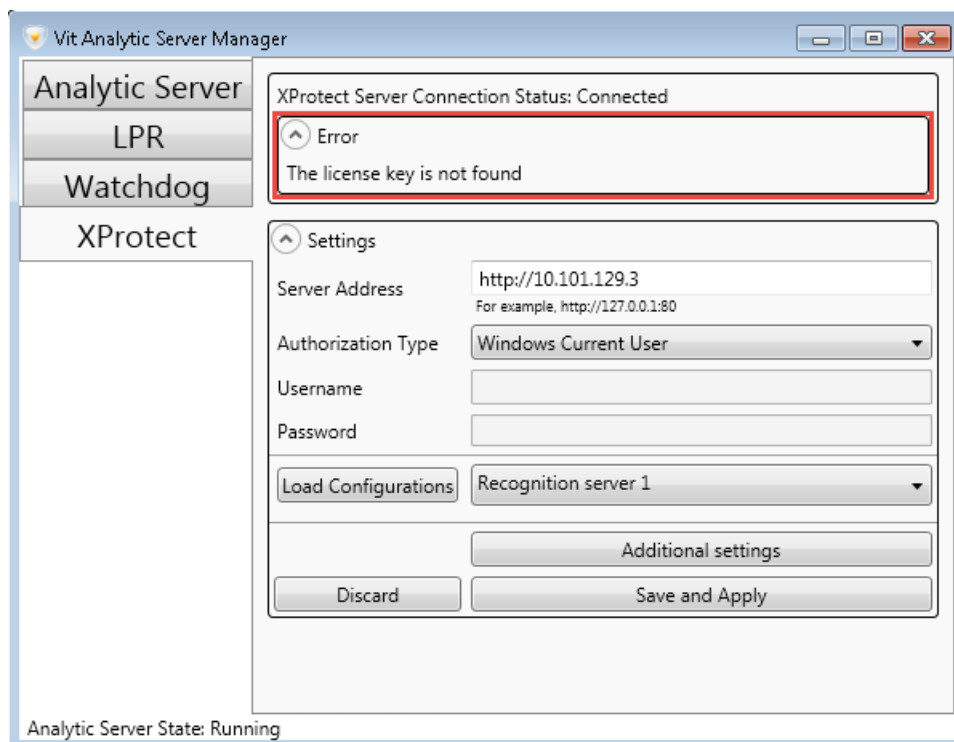 Vit Analytic Server Manager
Analytic Server
LPR
Watchdog
XProtect
XProtect Server Connection Status: Connected
Error
The license key is not found
Settings
Server Address
http://10.101.129.3
For example, http://127.0.0.1:80
Authorization Type
Windows Current User
Username
Password
Load Configurations
Recognition server 1
Additional settings
Discard
Save and Apply
Analytic Server State: Running